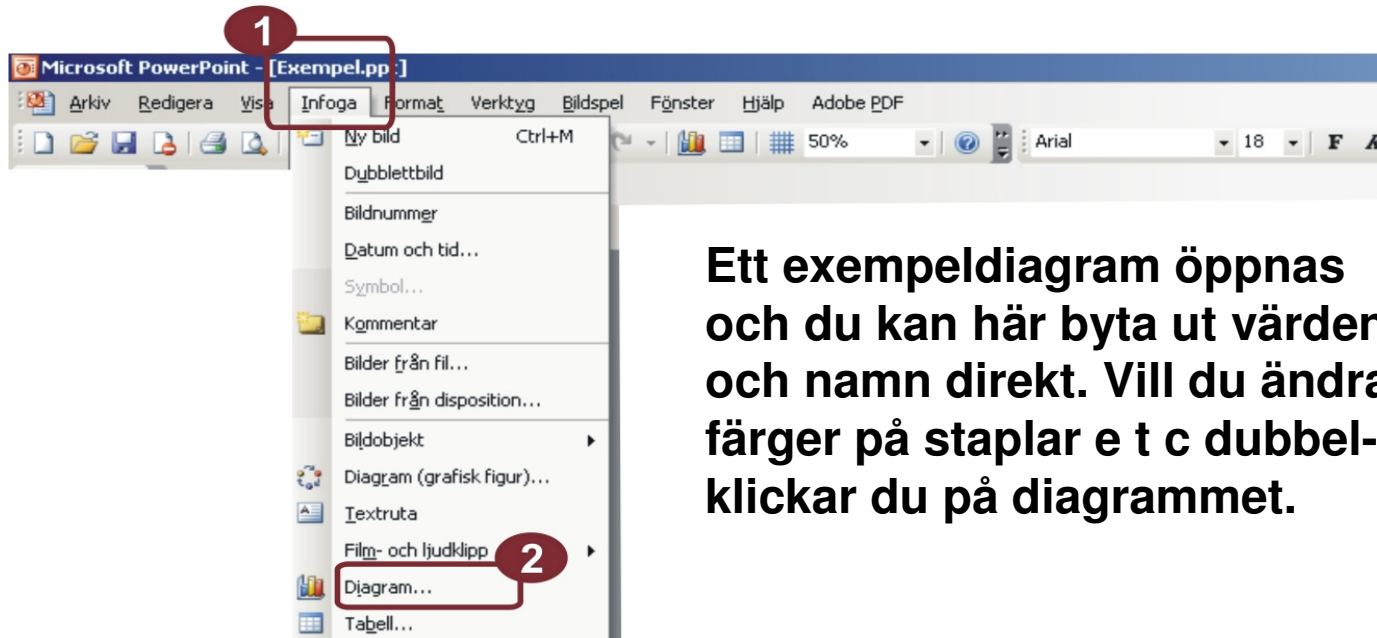 1
Microsoft PowerPoint - [Exempel.ppt]
Arkiv Redigera Visa Infoga Format Verktyg Bildspel Fönster Hjälp Adobe PDF
50% Arial 18 F
Ny bild Ctrl+M
Dubblettbild
Bildnummer
Datum och tid...
Symbol...
Kommentar
Bilder från fil...
Bilder från disposition...
Bildobjekt
Diagram (grafisk figur)...
Textruta
Film- och ljudklipp
2
Diagram...
Tabell...
Ett exempeldiagram öppnas
och du kan här byta ut värden
och namn direkt. Vill du ändra
färger på staplar e t c dubbel-
klickar du på diagrammet.